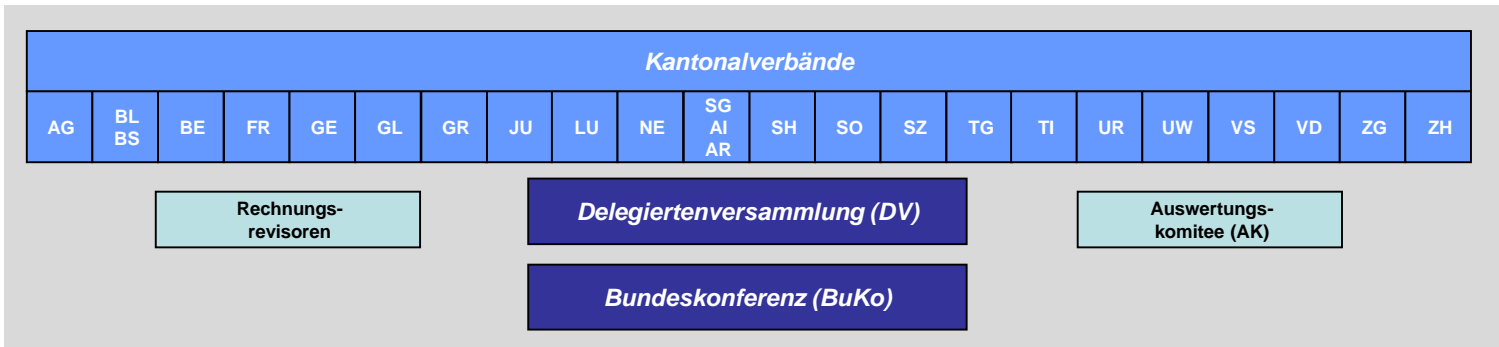 Kantonalverbände
AG
BL
BS
BE
FR
GE
GL
GR
JU
LU
NE
SG
AI
AR
SH
SO
SZ
TG
TI
UR
UW
VS
VD
ZG
ZH
Rechnungs-
revisoren
Delegiertenversammlung (DV)
Auswertungs-
komitee (AK)
Bundeskonferenz (BuKo)